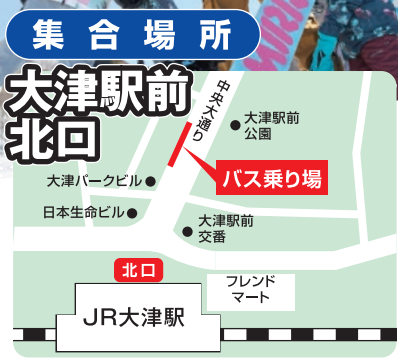 集合場所
大津駅前
北口
中央大通り
大津駅前
公園
バス乗り場
大津パークビル
日本生命ビル
大津駅前
交番
北口
フレンド
マート
JR大津駅